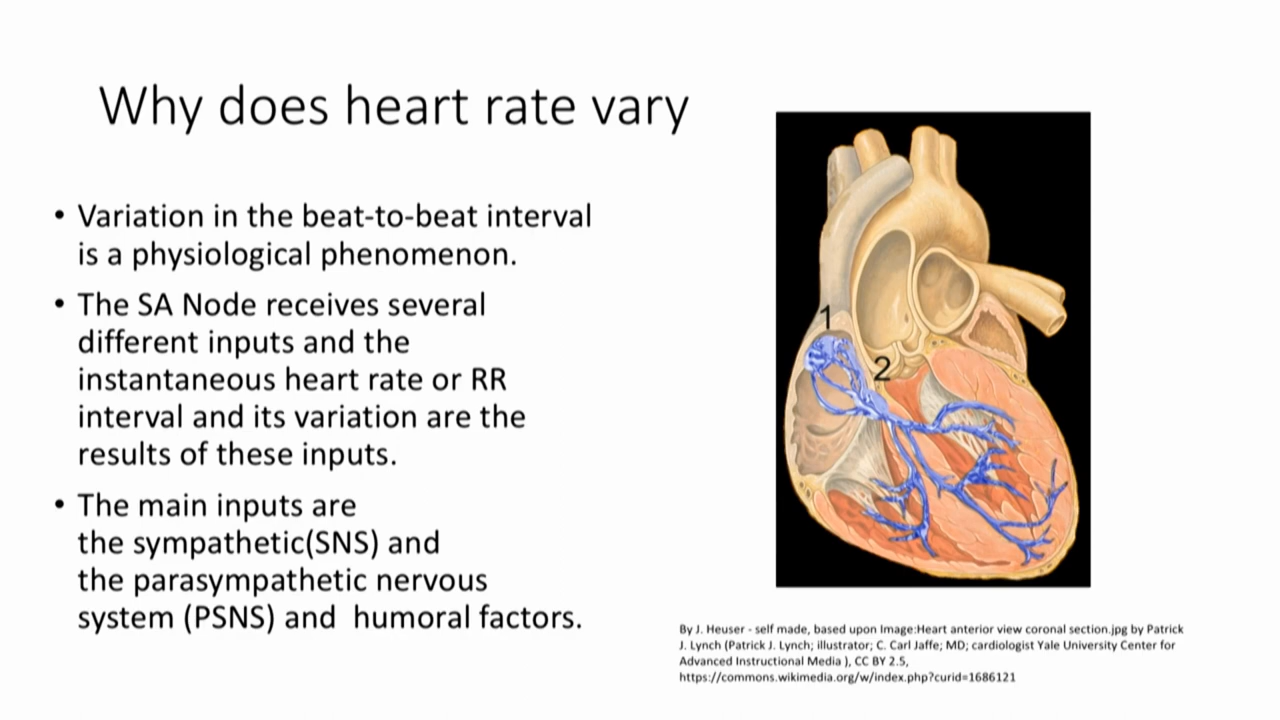 Why does heart rate vary
• Variation in the beat-to-beat interval
is a physiological phenomenon.
• The SA Node receives several
different inputs and the
instantaneous heart rate or RR
interval and its variation are the
results of these inputs.
• The main inputs are
the sympathetic(SNS) and
the parasympathetic nervous
system (PSNS) and  humoral factors.
1
2
By J. Heuser - self made, based upon Image:Heart anterior view coronal section.jpg by Patrick
J. Lynch (Patrick J. Lynch; illustrator; C. Carl Jaffe; MD; cardiologist Yale University Center for
Advanced Instructional Media ), CC BY 2.5,
https://commons.wikimedia.org/w/index.php?curid=1686121